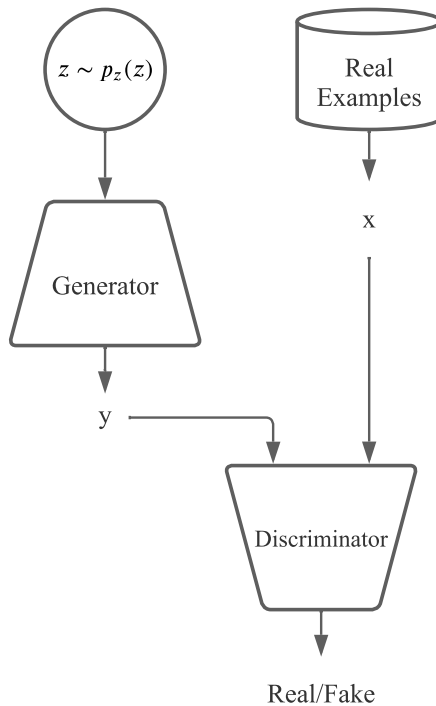 z ∼ p_z(z)
Real
Examples
x
Generator
y
Discriminator
Real/Fake